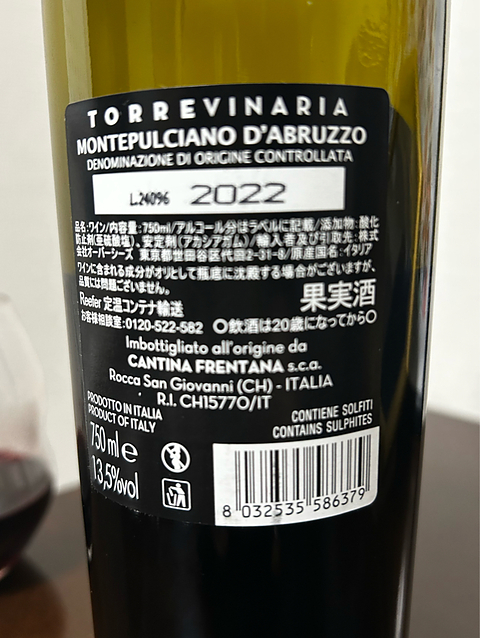 TORREVINARIA
MONTEPULCIANO D'ABRUZZO
DENOMINAZIONE DI ORIGINE CONTROLLATA
L.24096 2022
品名:ワイン/内容量:750ml/アルコール分はラベルに記載/添加物:酸化
防止剤(亜硫酸塩)、安定剤(アカシアガム)/輸入者及び引取先:株式
会社オーバーシーズ 東京都世田谷区代田2-31-8/原産国名:イタリア
ワインに含まれる成分がオリとして瓶底に沈殿する場合がございますが、
品質には問題ございません。
Reefer 定温コンテナ輸送
果実酒
お客様相談室:0120-522-582 〇飲酒は20歳になってから〇
Imbottigliato all'origine da
CANTINA FRENTANA s.c.a.
Rocca San Giovanni (CH) - ITALIA
R.I. CH15770/IT
PRODOTTO IN ITALIA
PRODUCT OF ITALY
CONTIENE SOLFITI
CONTAINS SULPHITES
750 ml e
13,5%vol
8 032535 586379